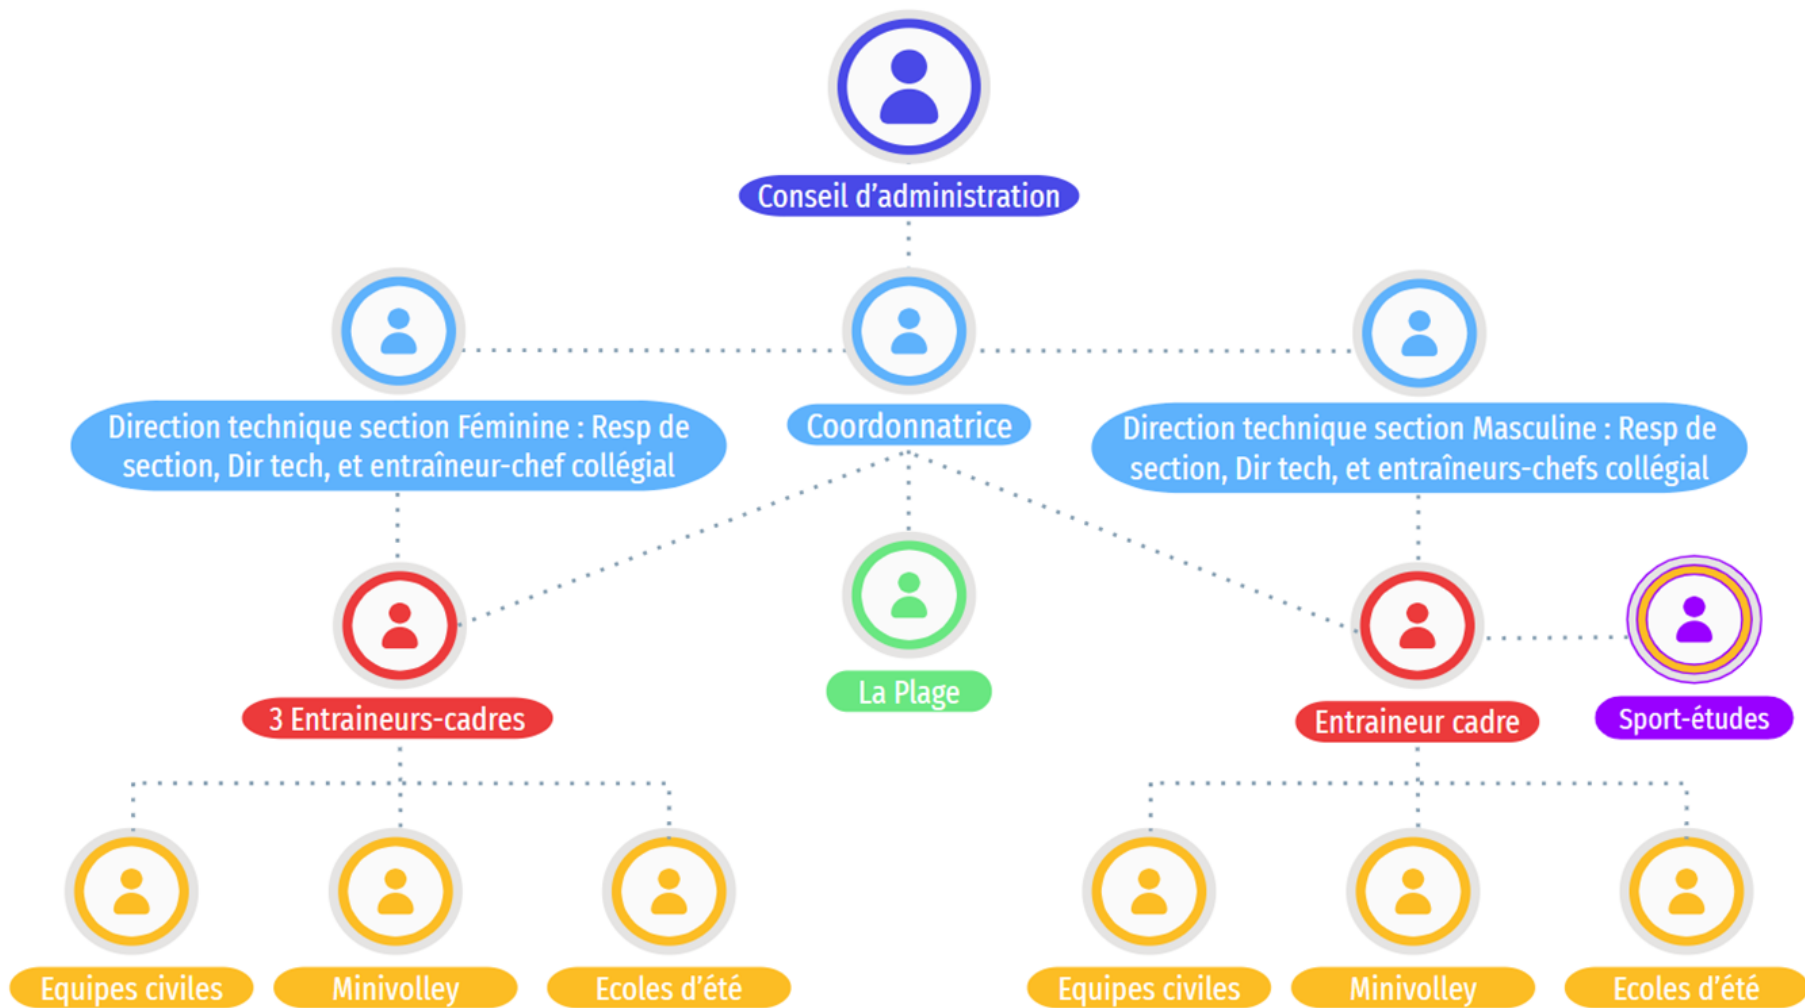 Conseil d'administration
Direction technique section Féminine : Resp de
section, Dir tech, et entraîneur-chef collégial
Coordonnatrice
Direction technique section Masculine : Resp de
section, Dir tech, et entraîneurs-chefs collégial
3 Entraineurs-cadres
La Plage
Entraineur cadre
Sport-études
Equipes civiles
Minivolley
Ecoles d'été
Equipes civiles
Minivolley
Ecoles d'été